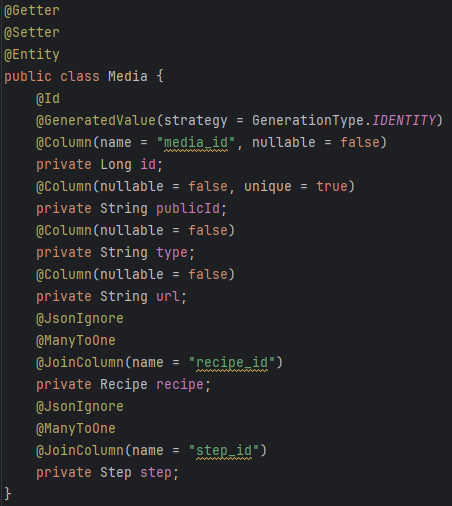 @Getter
@Setter
@Entity
public class Media {
    @Id
    @GeneratedValue(strategy = GenerationType.IDENTITY)
    @Column(name = "media_id", nullable = false)
    private Long id;
    @Column(nullable = false, unique = true)
    private String publicId;
    @Column(nullable = false)
    private String type;
    @Column(nullable = false)
    private String url;
    @JsonIgnore
    @ManyToOne
    @JoinColumn(name = "recipe_id")
    private Recipe recipe;
    @JsonIgnore
    @ManyToOne
    @JoinColumn(name = "step_id")
    private Step step;
}